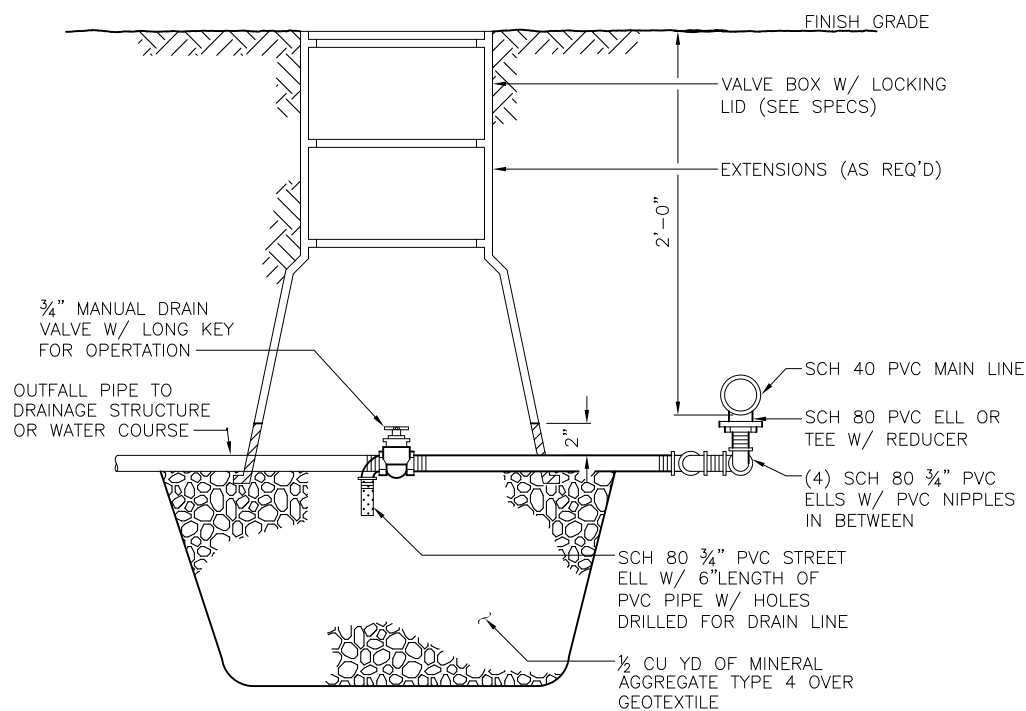 FINISH GRADE
VALVE BOX W/ LOCKING
LID (SEE SPECS)
EXTENSIONS (AS REQ'D)
2'-0"
¾" MANUAL DRAIN
VALVE W/ LONG KEY
FOR OPERTATION
OUTFALL PIPE TO
DRAINAGE STRUCTURE
OR WATER COURSE
2"
SCH 40 PVC MAIN LINE
SCH 80 PVC ELL OR
TEE W/ REDUCER
(4) SCH 80 ¾" PVC
ELLS W/ PVC NIPPLES
IN BETWEEN
SCH 80 ¾" PVC STREET
ELL W/ 6"LENGTH OF
PVC PIPE W/ HOLES
DRILLED FOR DRAIN LINE
½ CU YD OF MINERAL
AGGREGATE TYPE 4 OVER
GEOTEXTILE